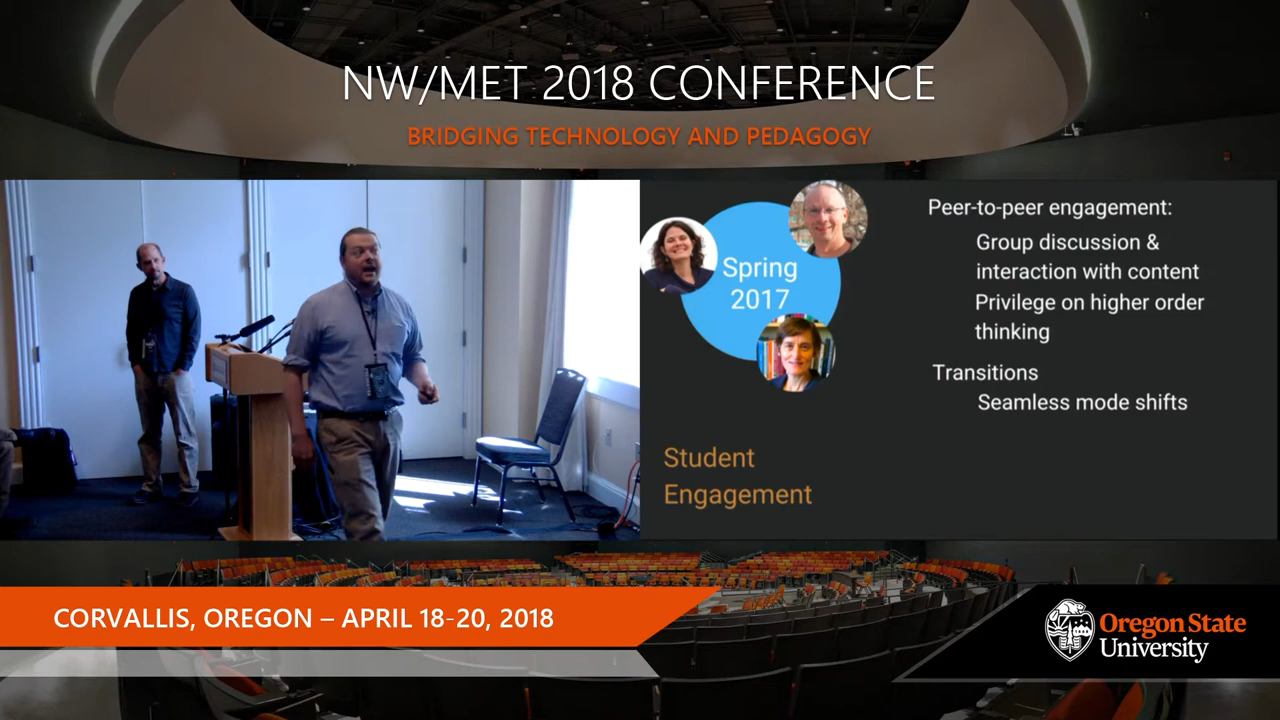 NW/MET 2018 CONFERENCE
BRIDGING TECHNOLOGY AND PEDAGOGY
Spring
2017
Student
Engagement
Peer-to-peer engagement:
Group discussion &
interaction with content
Privilege on higher order
thinking
Transitions
Seamless mode shifts
CORVALLIS, OREGON – APRIL 18-20, 2018
Oregon State
University